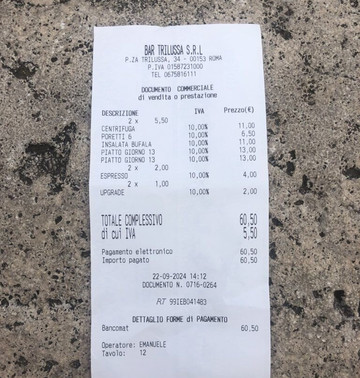 BAR TRILUSSA S.R.L
P.ZA TRILUSSA, 34 - 00153 ROMA
P.IVA 01587231000
TEL 0675816111
DOCUMENTO COMMERCIALE
di vendita o prestazione
DESCRIZIONE IVA Prezzo(€)
2 x 5,50
CENTRIFUGA 10,00% 11,00
PORETTI 6 10,00% 6,50
INSALATA BUFALA 10,00% 11,00
PIATTO GIORNO 13 10,00% 13,00
PIATTO GIORNO 13 10,00% 13,00
2 x 2,00
ESPRESSO 10,00% 4,00
2 x 1,00
UPGRADE 10,00% 2,00
TOTALE COMPLESSIVO 60,50
di cui IVA 5,50
Pagamento elettronico 60,50
Importo pagato 60,50
22-09-2024 14:12
DOCUMENTO N. 0716-0264
RT 99IEB041483
DETTAGLIO FORME di PAGAMENTO
Bancomat 60,50
Operatore: EMANUELE
Tavolo: 12